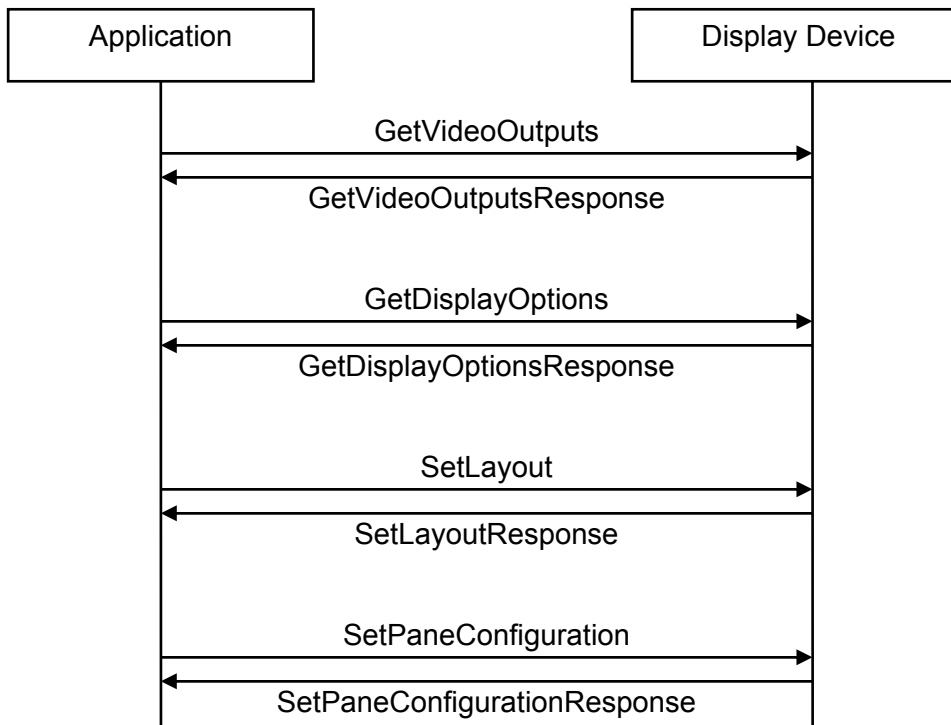 Application
Display Device
GetVideoOutputs
GetVideoOutputsResponse
GetDisplayOptions
GetDisplayOptionsResponse
SetLayout
SetLayoutResponse
SetPaneConfiguration
SetPaneConfigurationResponse